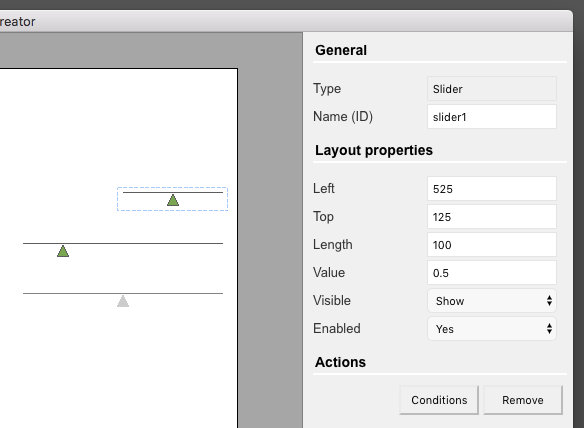 reator
General
Type Slider
Name (ID) slider1
Layout properties
Left 525
Top 125
Length 100
Value 0.5
Visible Show
Enabled Yes
Actions
Conditions Remove